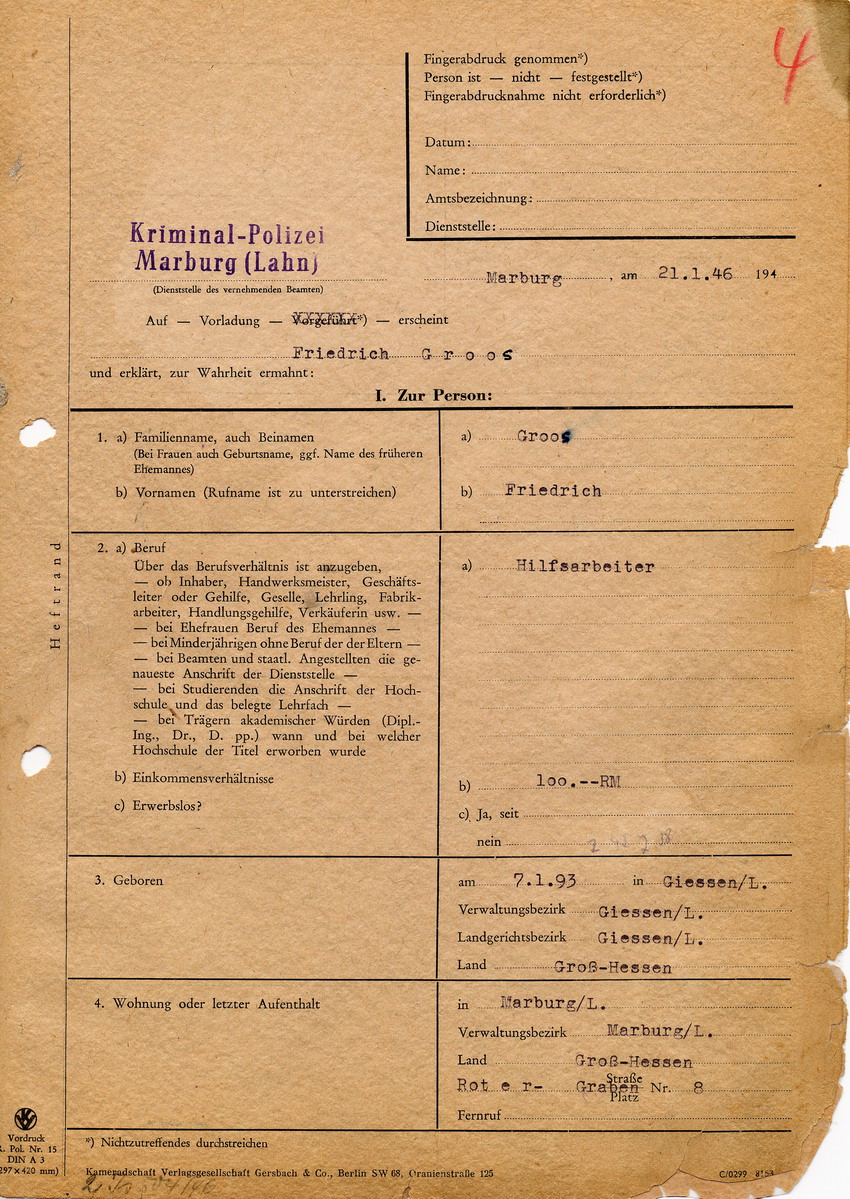 4
Fingerabdruck genommen*)
Person ist — nicht — festgestellt*)
Fingerabdrucknahme nicht erforderlich*)
Datum:
Name:
Amtsbezeichnung:
Dienststelle:
Kriminal-Polizei
Marburg (Lahn)
(Dienststelle des vernehmenden Beamten)
Marburg , am 21.1.46 194
Auf — Vorladung — Vorgeführt*) — erscheint
Friedrich G r o o s
und erklärt, zur Wahrheit ermahnt:
I. Zur Person:
1. a) Familienname, auch Beinamen
(Bei Frauen auch Geburtsname, ggf. Name des früheren
Ehemannes)
a) Groos
b) Vornamen (Rufname ist zu unterstreichen)
b) Friedrich
2. a) Beruf
Über das Berufsverhältnis ist anzugeben,
— ob Inhaber, Handwerksmeister, Geschäfts-
leiter oder Gehilfe, Geselle, Lehrling, Fabrik-
arbeiter, Handlungsgehilfe, Verkäuferin usw. —
— bei Ehefrauen Beruf des Ehemannes —
— bei Minderjährigen ohne Beruf der der Eltern —
— bei Beamten und staatl. Angestellten die ge-
naueste Anschrift der Dienststelle —
— bei Studierenden die Anschrift der Hoch-
schule und das belegte Lehrfach —
— bei Trägern akademischer Würden (Dipl.-
Ing., Dr., D. pp.) wann und bei welcher
Hochschule der Titel erworben wurde
a) Hilfsarbeiter
b) Einkommensverhältnisse
b) 100.--RM
c) Erwerbslos?
c) Ja, seit
nein
3. Geboren
am 7.1.93 in Giessen/L.
Verwaltungsbezirk Giessen/L.
Landgerichtsbezirk Giessen/L.
Land Groß-Hessen
4. Wohnung oder letzter Aufenthalt
in Marburg/L.
Verwaltungsbezirk Marburg/L.
Land Groß-Hessen
Rot e r- Graben Straße Platz Nr. 8
Fernruf
*) Nichtzutreffendes durchstreichen
Heftrand
Vordruck
. Pol. Nr. 15
DIN A 3
297 × 420 mm)
Kameradschaft Verlagsgesellschaft Gersbach & Co., Berlin SW 68, Oranienstraße 125
C/0299